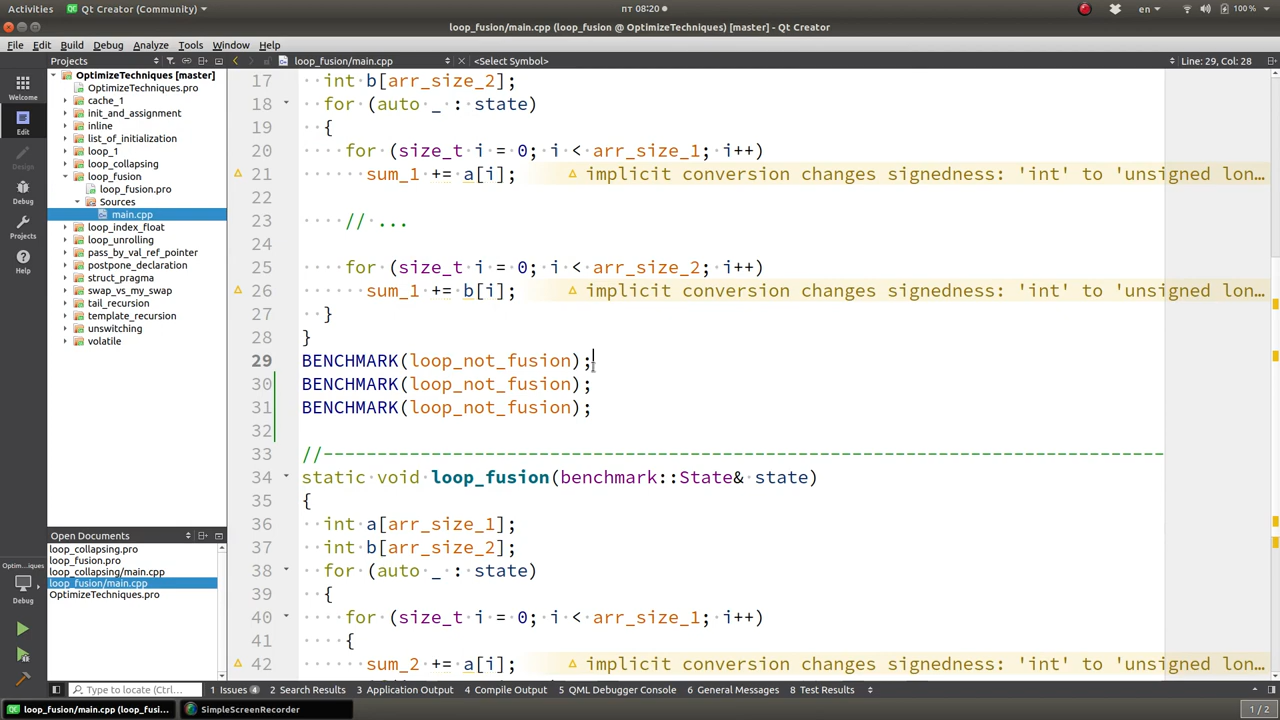 Activities Qt Creator (Community) пт 08:20 en 100 %
loop_fusion/main.cpp (loop_fusion @ OptimizeTechniques) [master] - Qt Creator
File Edit Build Debug Analyze Tools Window Help
Projects loop_fusion/main.cpp <Select Symbol> Line: 29, Col: 28
Welcome
Edit
Design
Debug
Projects
Help
OptimizeTechniques [master]
OptimizeTechniques.pro
cache_1
init_and_assignment
inline
list_of_initialization
loop_1
loop_collapsing
loop_fusion
loop_fusion.pro
Sources
main.cpp
loop_index_float
loop_unrolling
pass_by_val_ref_pointer
postpone_declaration
struct_pragma
swap_vs_my_swap
tail_recursion
template_recursion
unswitching
volatile
Open Documents
loop_collapsing.pro
loop_fusion.pro
loop_collapsing/main.cpp
loop_fusion/main.cpp
OptimizeTechniques.pro
Optim...iques
Debug
17 int b[arr_size_2];
18 for (auto _ : state)
19 {
20 for (size_t i = 0; i < arr_size_1; i++)
21 sum_1 += a[i]; implicit conversion changes signedness: 'int' to 'unsigned lon...
22
23 // ...
24
25 for (size_t i = 0; i < arr_size_2; i++)
26 sum_1 += b[i]; implicit conversion changes signedness: 'int' to 'unsigned lon...
27 }
28 }
29 BENCHMARK(loop_not_fusion);
30 BENCHMARK(loop_not_fusion);
31 BENCHMARK(loop_not_fusion);
32
33 //------------------------------------------------------------------------------
34 static void loop_fusion(benchmark::State& state)
35 {
36 int a[arr_size_1];
37 int b[arr_size_2];
38 for (auto _ : state)
39 {
40 for (size_t i = 0; i < arr_size_1; i++)
41 {
42 sum_2 += a[i]; implicit conversion changes signedness: 'int' to 'unsigned lon...
Type to locate (Ctrl... 1 Issues 4 2 Search Results 3 Application Output 4 Compile Output 5 QML Debugger Console 6 General Messages 8 Test Results
loop_fusion/main.cpp (loop_fusi... SimpleScreenRecorder 1 / 2